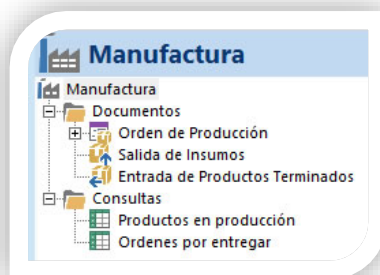 Manufactura
Manufactura
Documentos
Orden de Producción
Salida de Insumos
Entrada de Productos Terminados
Consultas
Productos en producción
Ordenes por entregar